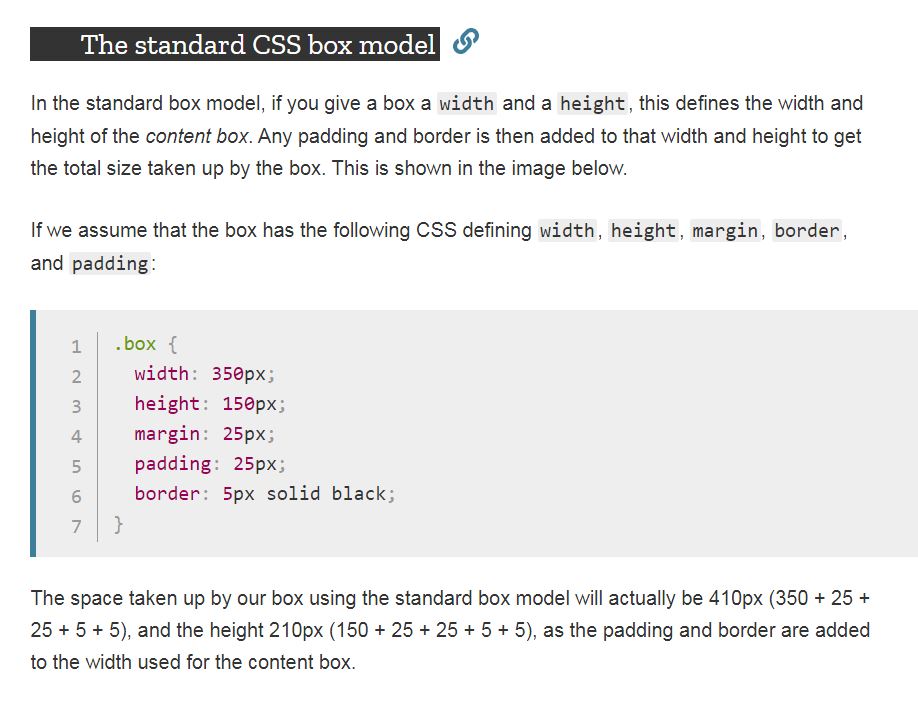 The standard CSS box model
In the standard box model, if you give a box a width and a height, this defines the width and
height of the content box. Any padding and border is then added to that width and height to get
the total size taken up by the box. This is shown in the image below.
If we assume that the box has the following CSS defining width, height, margin, border,
and padding:
1 .box {
2 width: 350px;
3 height: 150px;
4 margin: 25px;
5 padding: 25px;
6 border: 5px solid black;
7 }
The space taken up by our box using the standard box model will actually be 410px (350 + 25 +
25 + 5 + 5), and the height 210px (150 + 25 + 25 + 5 + 5), as the padding and border are added
to the width used for the content box.